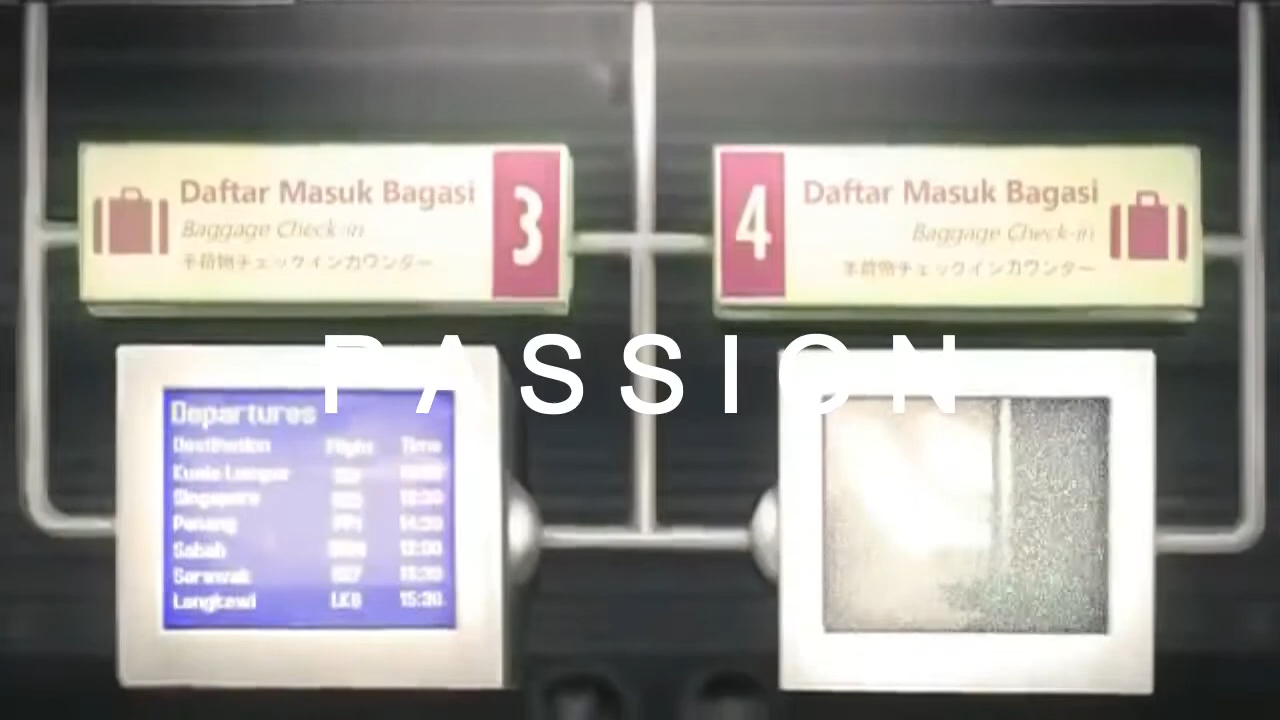 Daftar Masuk Bagasi
Baggage Check-in
手荷物チェックインカウンター
3
4
Daftar Masuk Bagasi
Baggage Check-in
手荷物チェックインカウンター
PASSION
Departures
Destination Flight Time
Kuala Lumpur
Singapore
Penang
Sabah 12:00
Sarawak
Langkawi 15:30